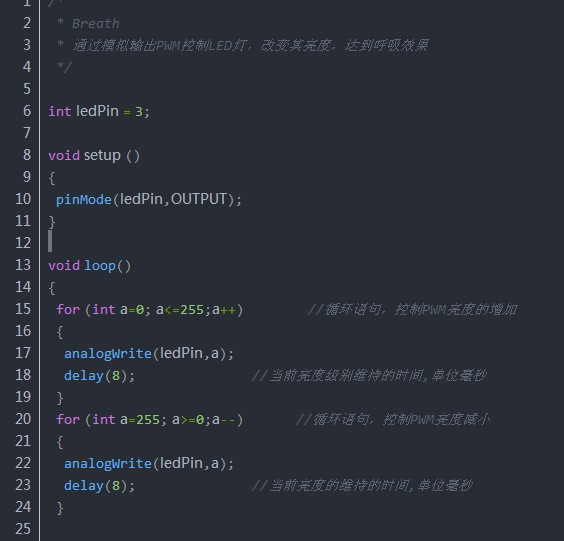 1 /*
2 * Breath
3 * 通过模拟输出PWM控制LED灯，改变其亮度，达到呼吸效果
4 */
5
6 int ledPin = 3;
7
8 void setup ()
9 {
10 pinMode(ledPin,OUTPUT);
11 }
12
13 void loop()
14 {
15 for (int a=0; a<=255;a++) //循环语句，控制PWM亮度的增加
16 {
17 analogWrite(ledPin,a);
18 delay(8); //当前亮度级别维持的时间,单位毫秒
19 }
20 for (int a=255; a>=0;a--) //循环语句，控制PWM亮度减小
21 {
22 analogWrite(ledPin,a);
23 delay(8); //当前亮度的维持的时间,单位毫秒
24 }
25